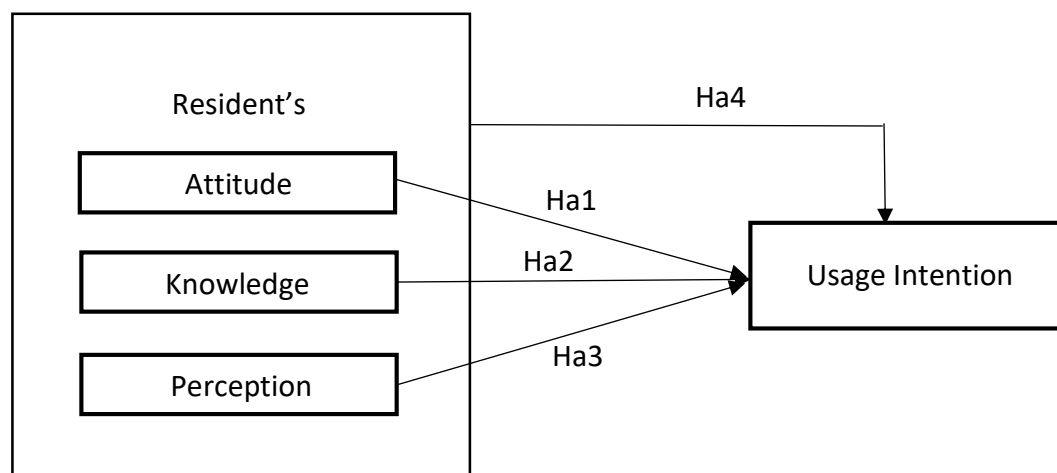 Resident’s
Ha4
Attitude
Ha1
Knowledge
Ha2
Usage Intention
Perception
Ha3